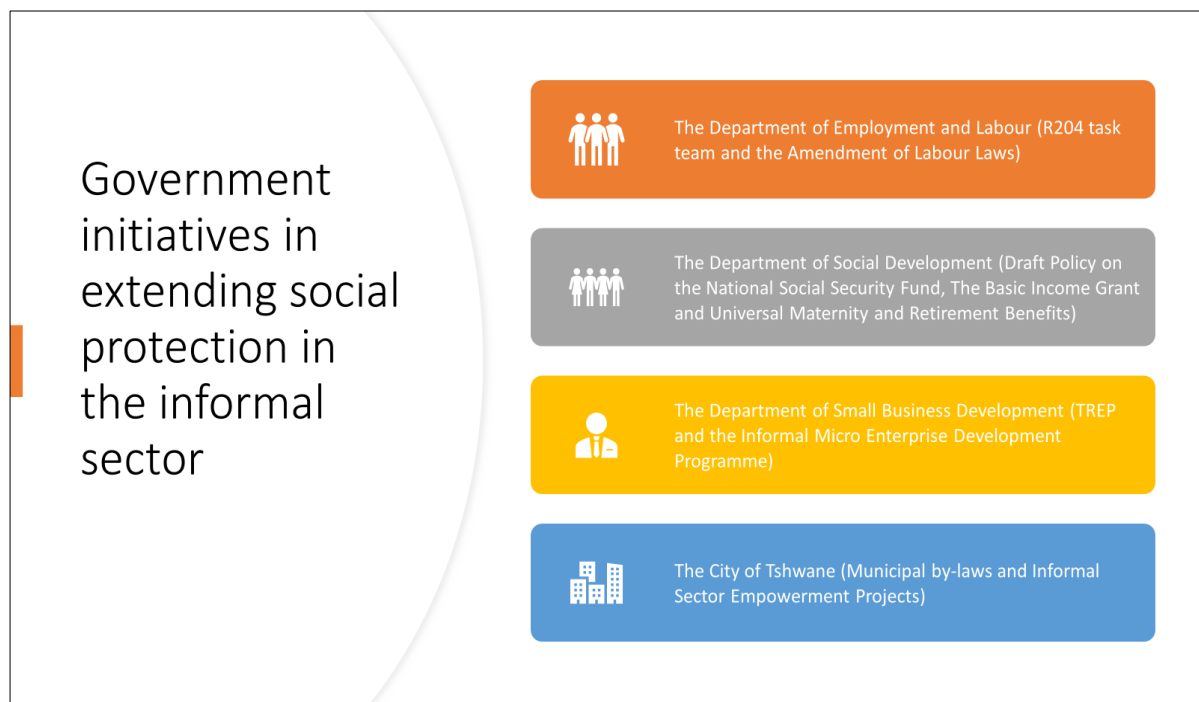 Government
initiatives in
extending social
protection in
the informal
sector
The Department of Employment and Labour (R204 task
team and the Amendment of Labour Laws)
The Department of Social Development (Draft Policy on
the National Social Security Fund, The Basic Income Grant
and Universal Maternity and Retirement Benefits)
The Department of Small Business Development (TREP
and the Informal Micro Enterprise Development
Programme)
The City of Tshwane (Municipal by-laws and Informal
Sector Empowerment Projects)